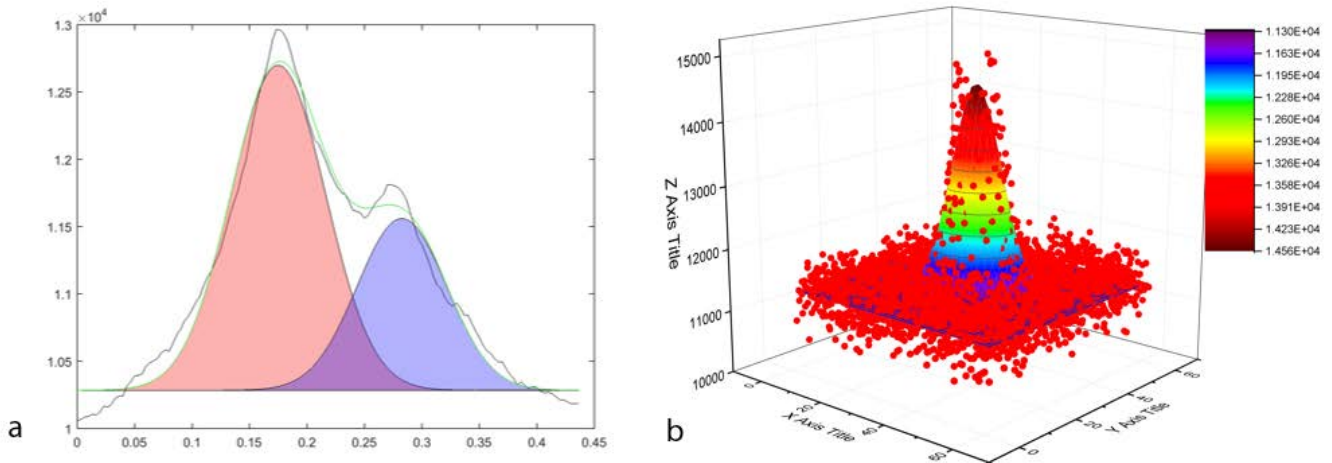 ×10⁴
1.3
1.25
1.2
1.15
1.1
1.05
1
0
0.05
0.1
0.15
0.2
0.25
0.3
0.35
0.4
0.45
a
15000
14000
13000
12000
11000
10000
Z Axis Title
0
20
40
60
X Axis Title
0
20
40
60
Y Axis Title
1.130E+04
1.163E+04
1.195E+04
1.228E+04
1.260E+04
1.293E+04
1.326E+04
1.358E+04
1.391E+04
1.423E+04
1.456E+04
b